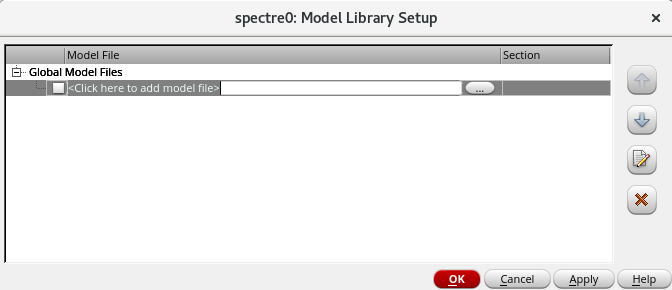 spectre0: Model Library Setup
Model File Section
Global Model Files
<Click here to add model file> ...
OK Cancel Apply Help